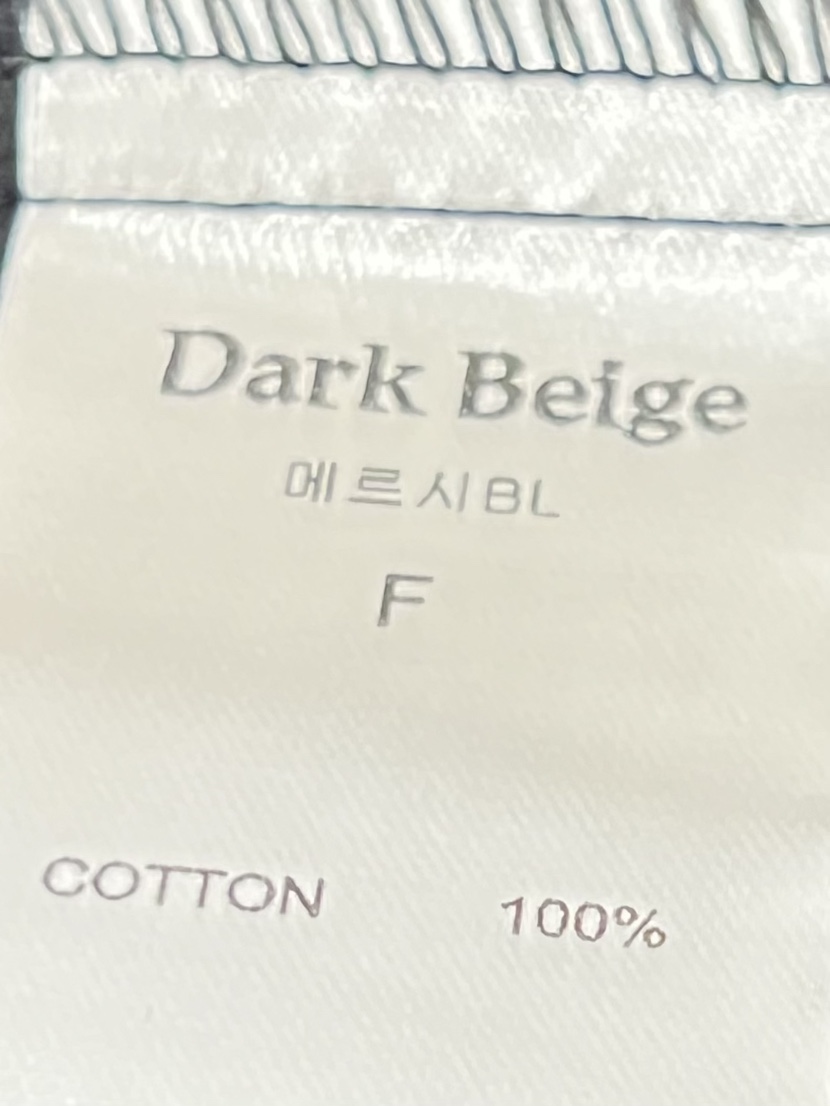 Dark Beige
메르시BL
F
COTTON 100%